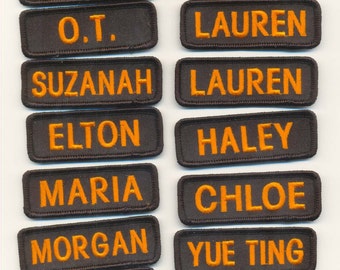 O.T.
LAUREN
SUZANAH
LAUREN
ELTON
HALEY
MARIA
CHLOE
MORGAN
YUE TING